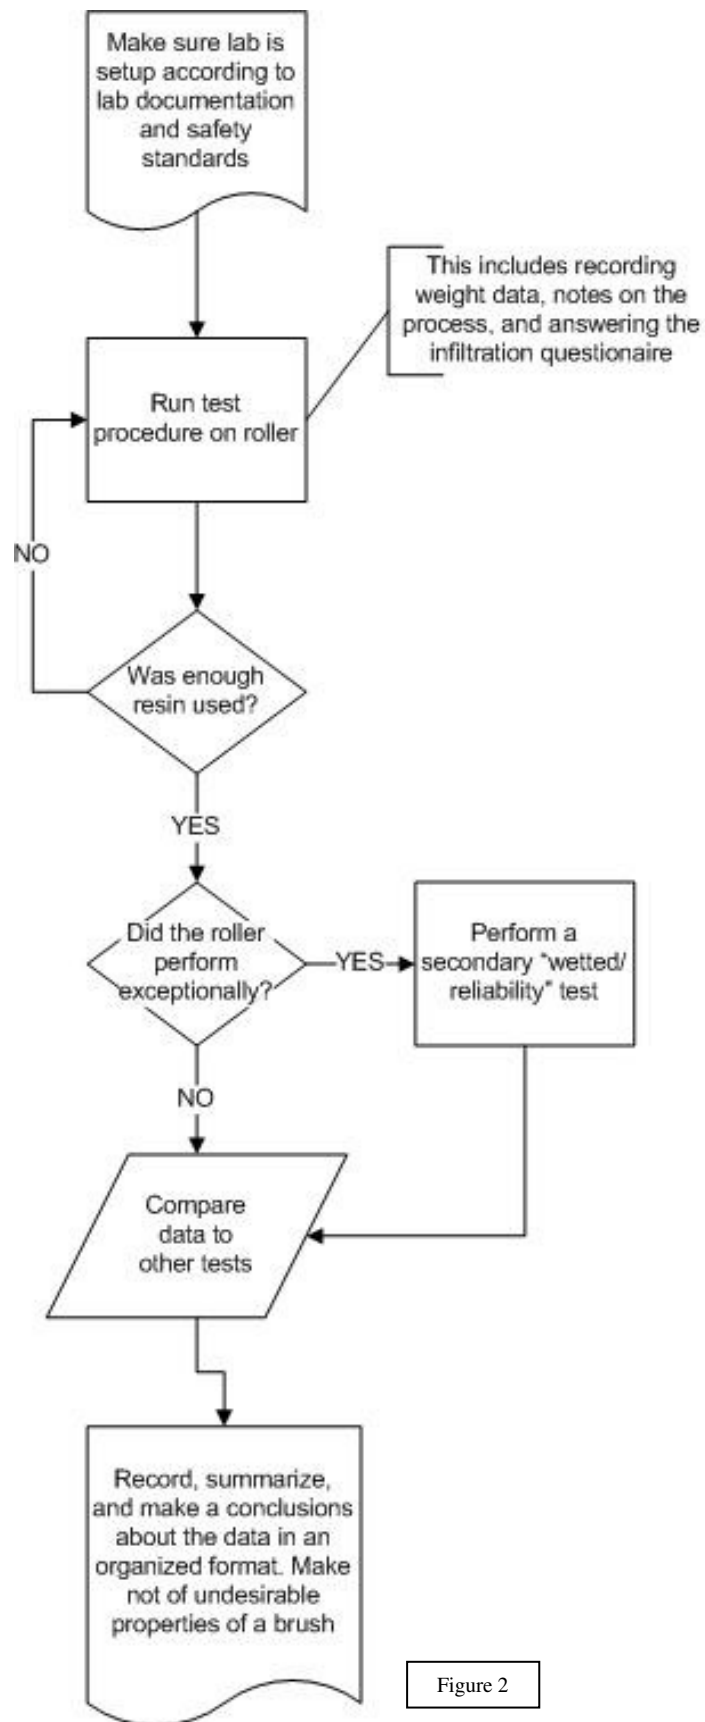 Make sure lab is
setup according to
lab documentation
and safety
standards
This includes recording
weight data, notes on the
process, and answering the
infiltration questionaire
Run test
procedure on roller
NO
Was enough
resin used?
YES
Did the roller
perform
exceptionally?
YES
Perform a
secondary "wetted/
reliability" test
NO
Compare
data to
other tests
Record, summarize,
and make a conclusions
about the data in an
organized format. Make
not of undesirable
properties of a brush
Figure 2